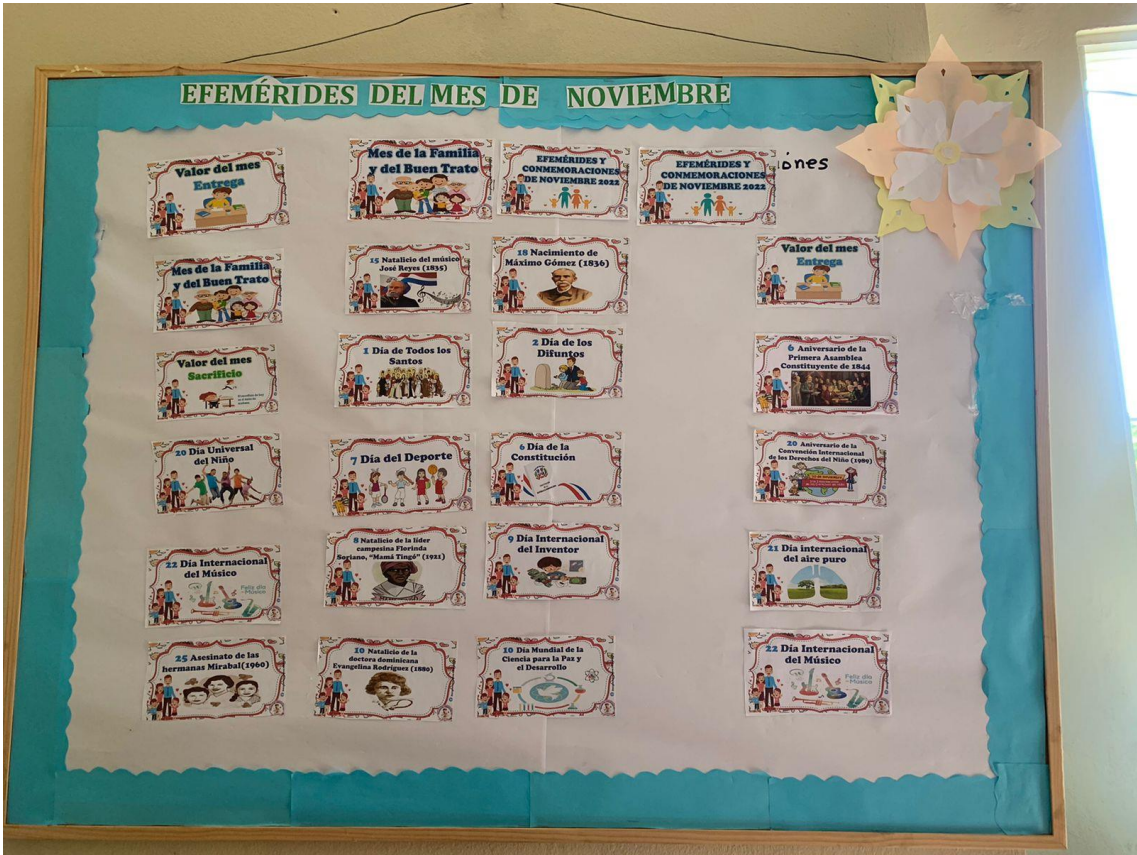 EFEMÉRIDES DEL MES DE NOVIEMBRE
Valor del mes
Entrega
Mes de la Familia
y del Buen Trato
EFEMÉRIDES Y
CONMEMORACIONES
DE NOVIEMBRE 2022
EFEMÉRIDES Y
CONMEMORACIONES
DE NOVIEMBRE 2022
iones
Mes de la Familia
y del Buen Trato
15 Natalicio del músico
José Reyes (1835)
18 Nacimiento de
Máximo Gómez (1836)
Valor del mes
Entrega
Valor del mes
Sacrificio
1 Día de Todos los
Santos
2 Día de los
Difuntos
6 Aniversario de la
Primera Asamblea
Constituyente de 1844
20 Día Universal
del Niño
7 Día del Deporte
6 Día de la
Constitución
20 Aniversario de la
Convención Internacional
de los Derechos del Niño (1989)
22 Día Internacional
del Músico
Feliz día
del Músico
8 Natalicio de la líder
campesina Florinda
Soriano, "Mamá Tingó" (1921)
9 Día Internacional
del Inventor
21 Día internacional
del aire puro
25 Asesinato de las
hermanas Mirabal(1960)
10 Natalicio de la
doctora dominicana
Evangelina Rodríguez (1880)
10 Día Mundial de la
Ciencia para la Paz y
el Desarrollo
22 Día Internacional
del Músico
Feliz día
del Músico